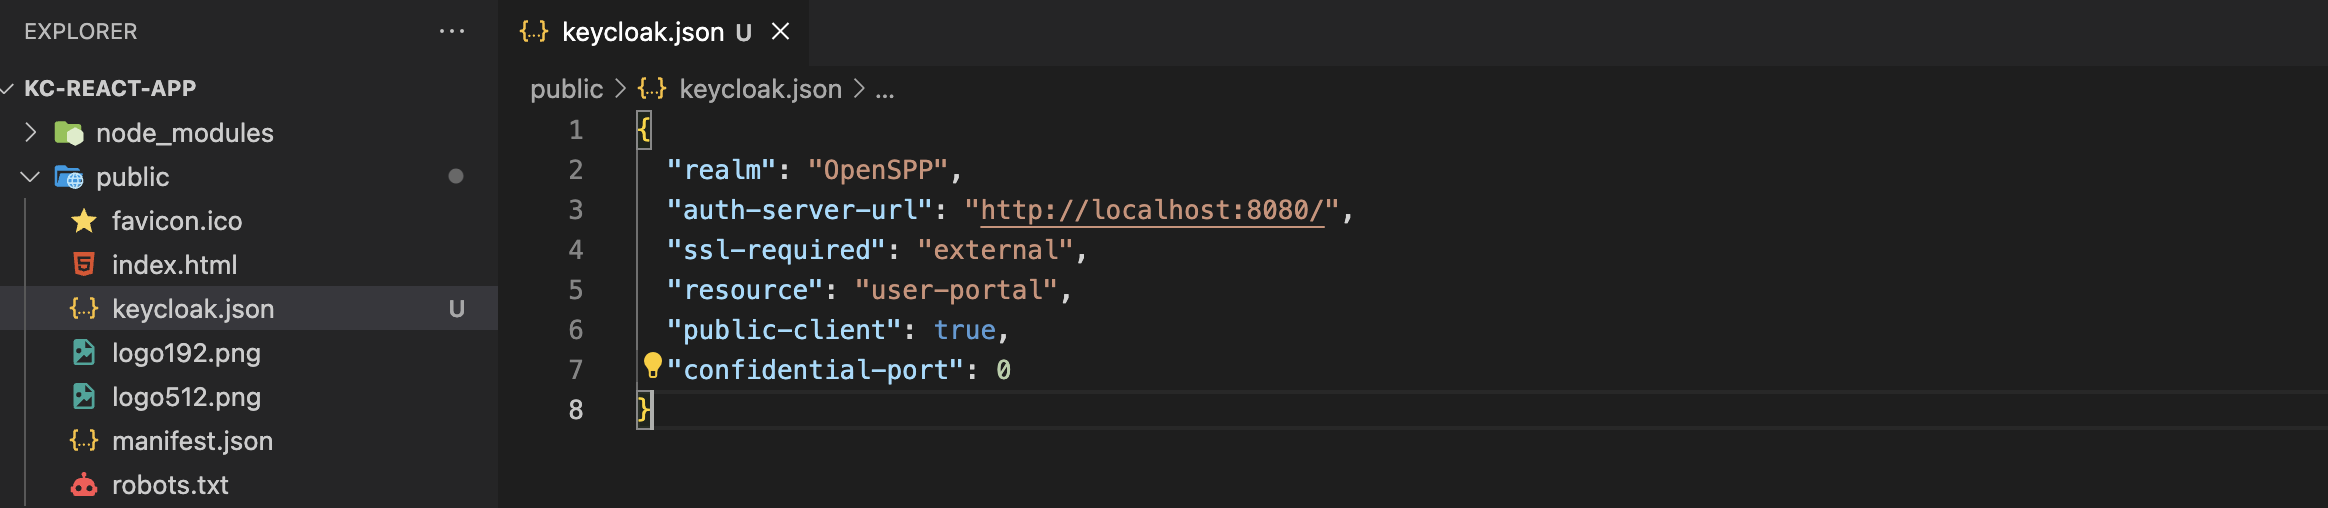 EXPLORER ...
KC-REACT-APP
node_modules
public
favicon.ico
index.html
keycloak.json U
logo192.png
logo512.png
manifest.json
robots.txt
keycloak.json U
public > {...} keycloak.json > ...
1 {
2 "realm": "OpenSPP",
3 "auth-server-url": "http://localhost:8080/",
4 "ssl-required": "external",
5 "resource": "user-portal",
6 "public-client": true,
7 "confidential-port": 0
8 }